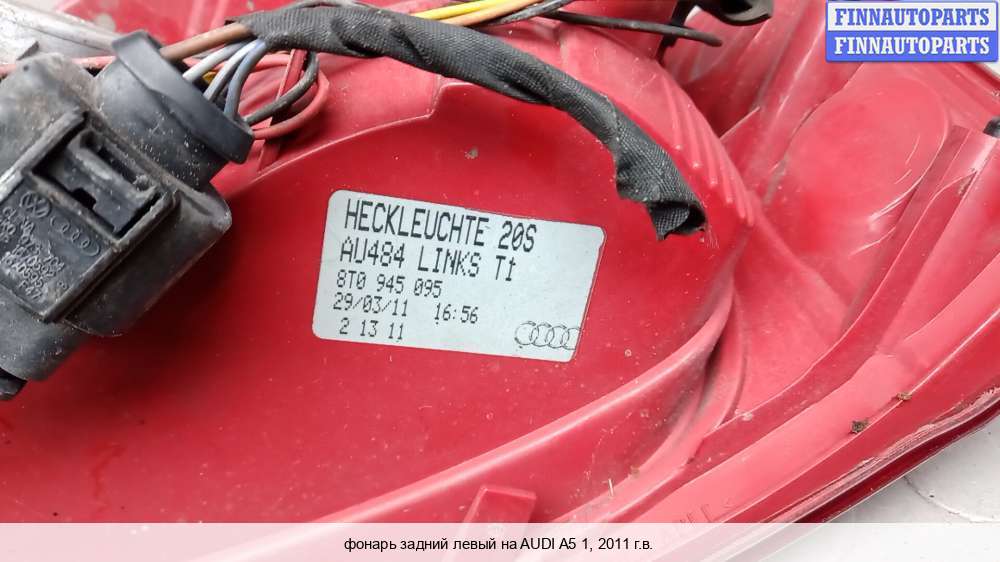 FINNAUTOPARTS
FINNAUTOPARTS
HECKLEUCHTE 20S
AU484 LINKS T1
8T0 945 095
29/03/11 16:56
2 13 11
фонарь задний левый на AUDI A5 1, 2011 г.в.